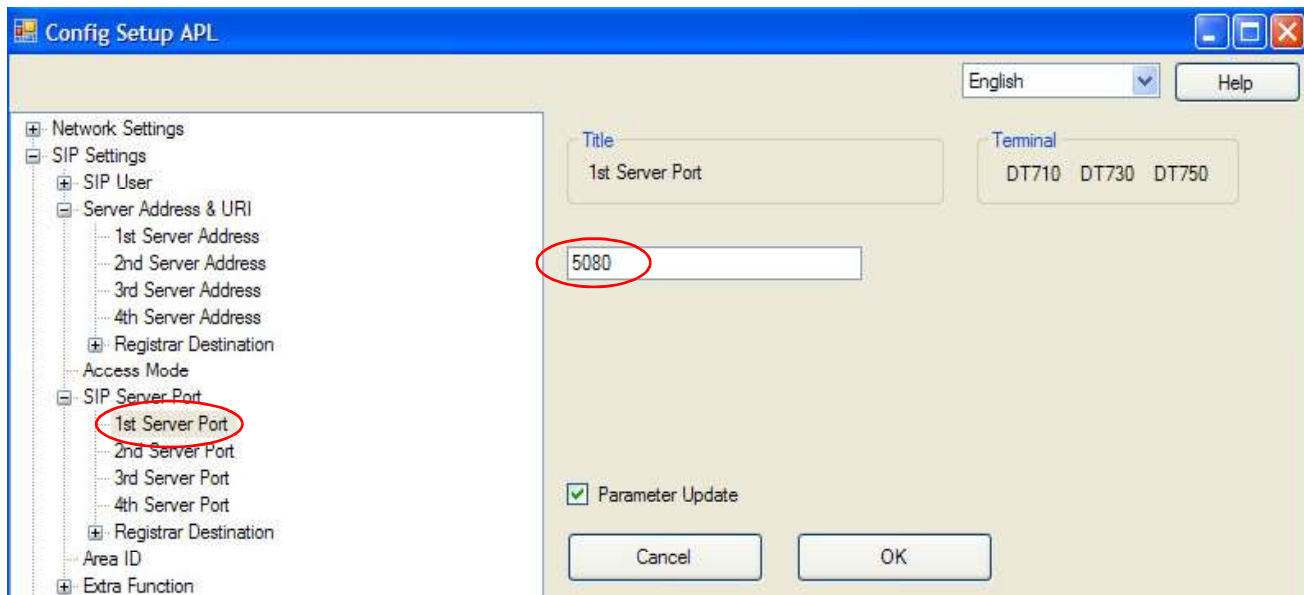 Config Setup APL
English
Help
Network Settings
SIP Settings
SIP User
Server Address & URI
1st Server Address
2nd Server Address
3rd Server Address
4th Server Address
Registrar Destination
Access Mode
SIP Server Port
1st Server Port
2nd Server Port
3rd Server Port
4th Server Port
Registrar Destination
Area ID
Extra Function
Title
1st Server Port
Terminal
DT710 DT730 DT750
5080
Parameter Update
Cancel
OK